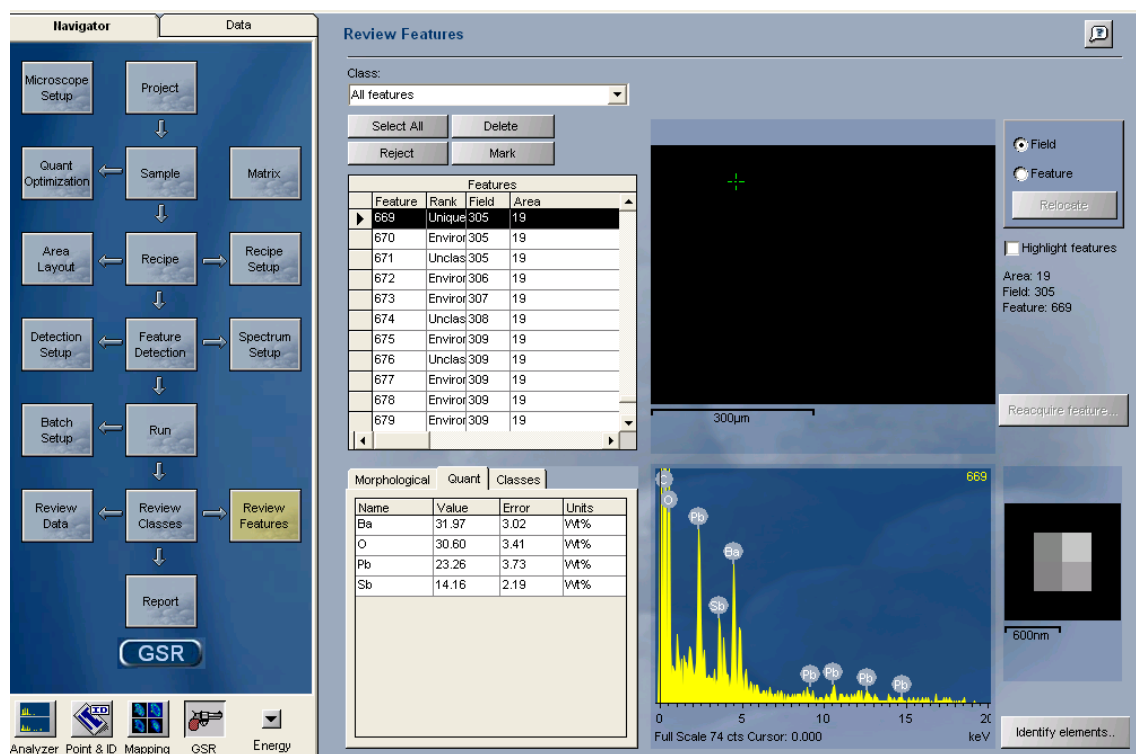 Navigator
Data
Microscope
Setup
Project
Quant
Optimization
Sample
Matrix
Area
Layout
Recipe
Recipe
Setup
Detection
Setup
Feature
Detection
Spectrum
Setup
Batch
Setup
Run
Review
Data
Review
Classes
Review
Features
Report
GSR
Analyzer
ID
Point & ID
Mapping
GSR
Energy
Review Features
Class:
All features
Select All
Delete
Reject
Mark
Features
Feature Rank Field Area
669 Unique 305 19
670 Enviror 305 19
671 Unclas 305 19
672 Enviror 306 19
673 Enviror 307 19
674 Unclas 308 19
675 Enviror 309 19
676 Unclas 309 19
677 Enviror 309 19
678 Enviror 309 19
679 Enviror 309 19
300µm
Field
Feature
Relocate
Highlight features
Area: 19
Field: 305
Feature: 669
Reacquire feature...
Morphological
Quant
Classes
Name Value Error Units
Ba 31.97 3.02 Wt%
O 30.60 3.41 Wt%
Pb 23.26 3.73 Wt%
Sb 14.16 2.19 Wt%
669
C
O
Pb
Ba
Sb
Pb
Pb
Pb
Pb
0 5 10 15 20
Full Scale 74 cts Cursor: 0.000
keV
600nm
Identify elements..